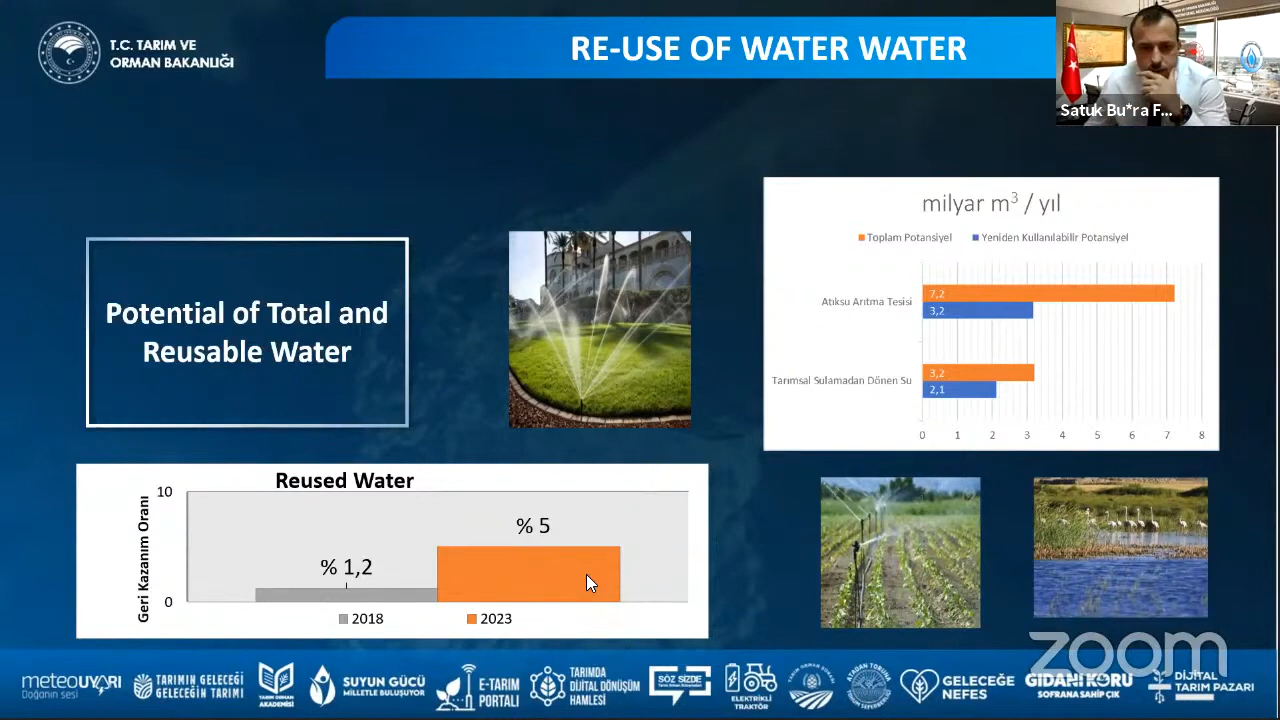 T.C. TARIM VE
ORMAN BAKANLIĞI
RE-USE OF WATER WATER
Satuk Bu*ra F...
Potential of Total and
Reusable Water
milyar m³ / yıl
Toplam Potansiyel
Yeniden Kullanılabilir Potansiyel
Atıksu Arıtma Tesisi
7,2
3,2
Tarımsal Sulamadan Dönen Su
3,2
2,1
0 1 2 3 4 5 6 7 8
Reused Water
Geri Kazanım Oranı
10
0
% 1,2
% 5
2018
2023
zoom
meteoUYARI
Doğanın sesi
TARIMIN GELECEĞİ
GELECEĞİN TARIMI
TARIM ORMAN
AKADEMİSİ
SUYUN GÜCÜ
MİLLETLE BULUŞUYOR
E-TARIM
PORTALI
TARIMDA
DİJİTAL DÖNÜŞÜM
HAMLESİ
SÖZ SİZDE
ELEKTRİKLİ
TRAKTÖR
GELECEĞE
NEFES
GIDANI KORU
SOFRANA SAHİP ÇIK
DİJİTAL
TARIM PAZARI